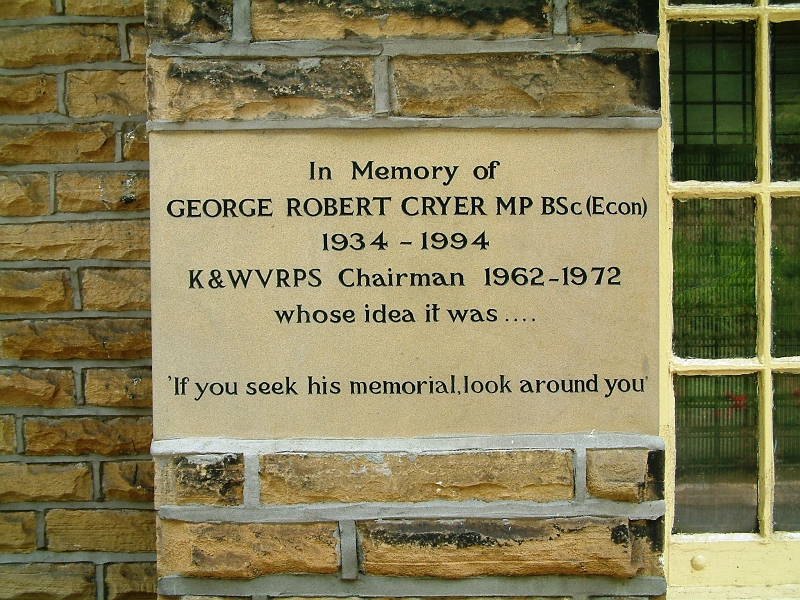 In Memory of
GEORGE ROBERT CRYER MP BSc (Econ)
1934 - 1994
K&WVRPS Chairman 1962-1972
whose idea it was ....
'If you seek his memorial, look around you'